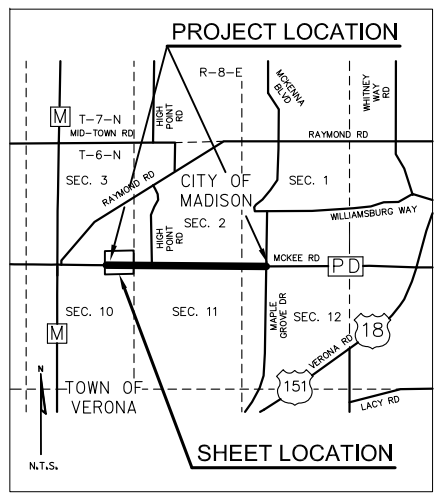 PROJECT LOCATION
R-8-E
MCKENNA
BLVD
WHITNEY
WAY RD
HIGH
POINT
RD
M
T-7-N
MID-TOWN RD
RAYMOND RD
T-6-N
SEC. 3
RAYMOND RD
CITY OF
MADISON
SEC. 1
SEC. 2
WILLIAMSBURG WAY
HIGH
POINT
RD
MCKEE RD
PD
SEC. 10
SEC. 11
MAPLE
GROVE DR
SEC. 12
M
VERONA RD
18
151
N
TOWN OF
VERONA
LACY RD
SHEET LOCATION
N.T.S.